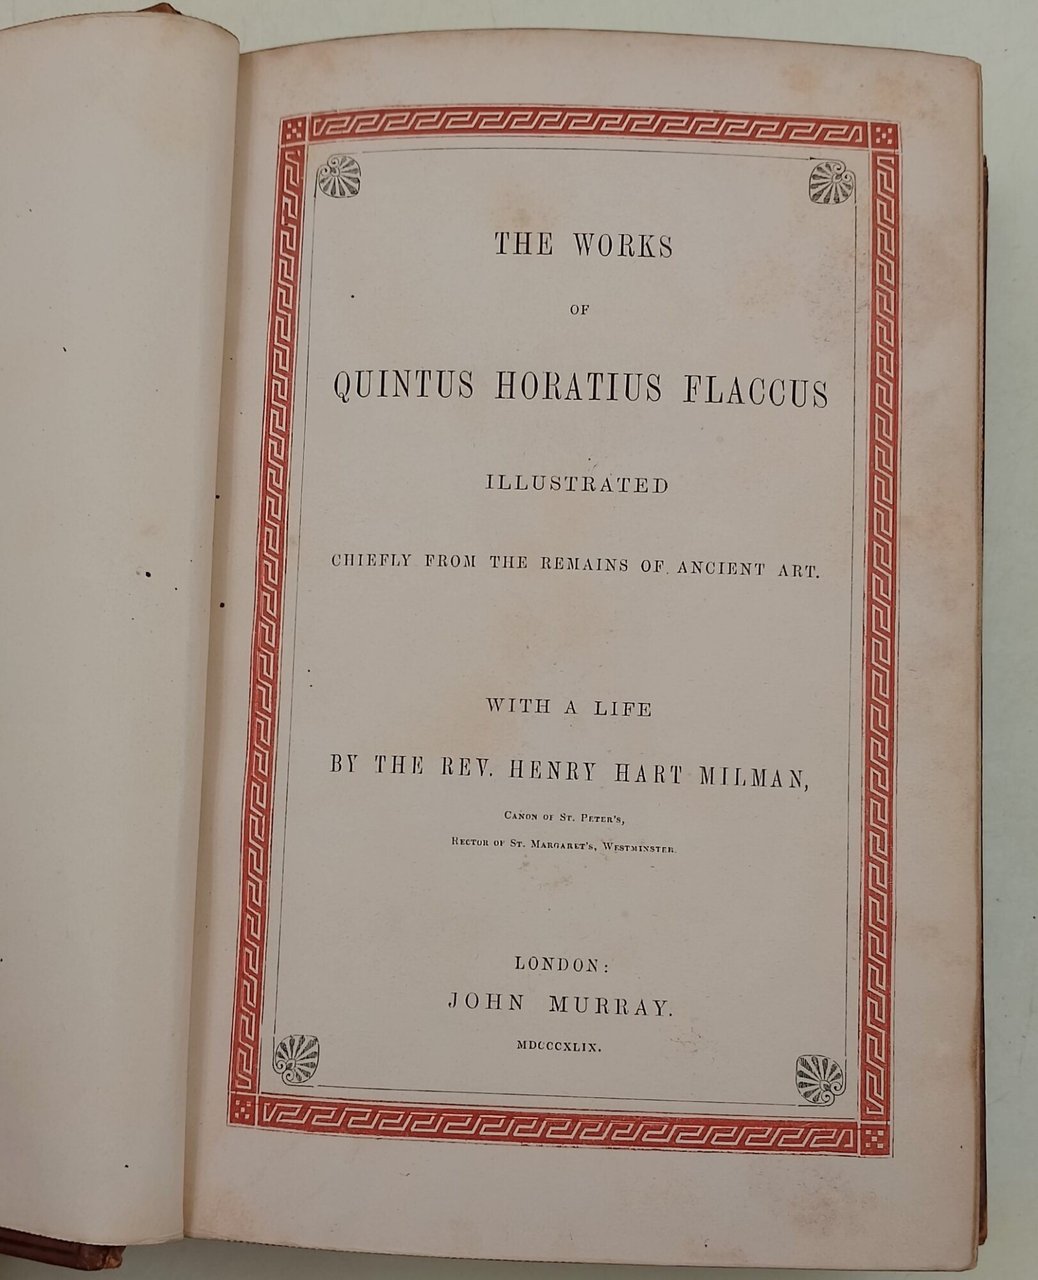 THE WORKS
OF
QUINTUS HORATIUS FLACCUS
ILLUSTRATED
CHIEFLY FROM THE REMAINS OF ANCIENT ART.
WITH A LIFE
BY THE REV. HENRY HART MILMAN,
CANON OF ST. PETER'S,
RECTOR OF ST. MARGARET'S, WESTMINSTER.
LONDON:
JOHN MURRAY.
MDCCCXLIX.